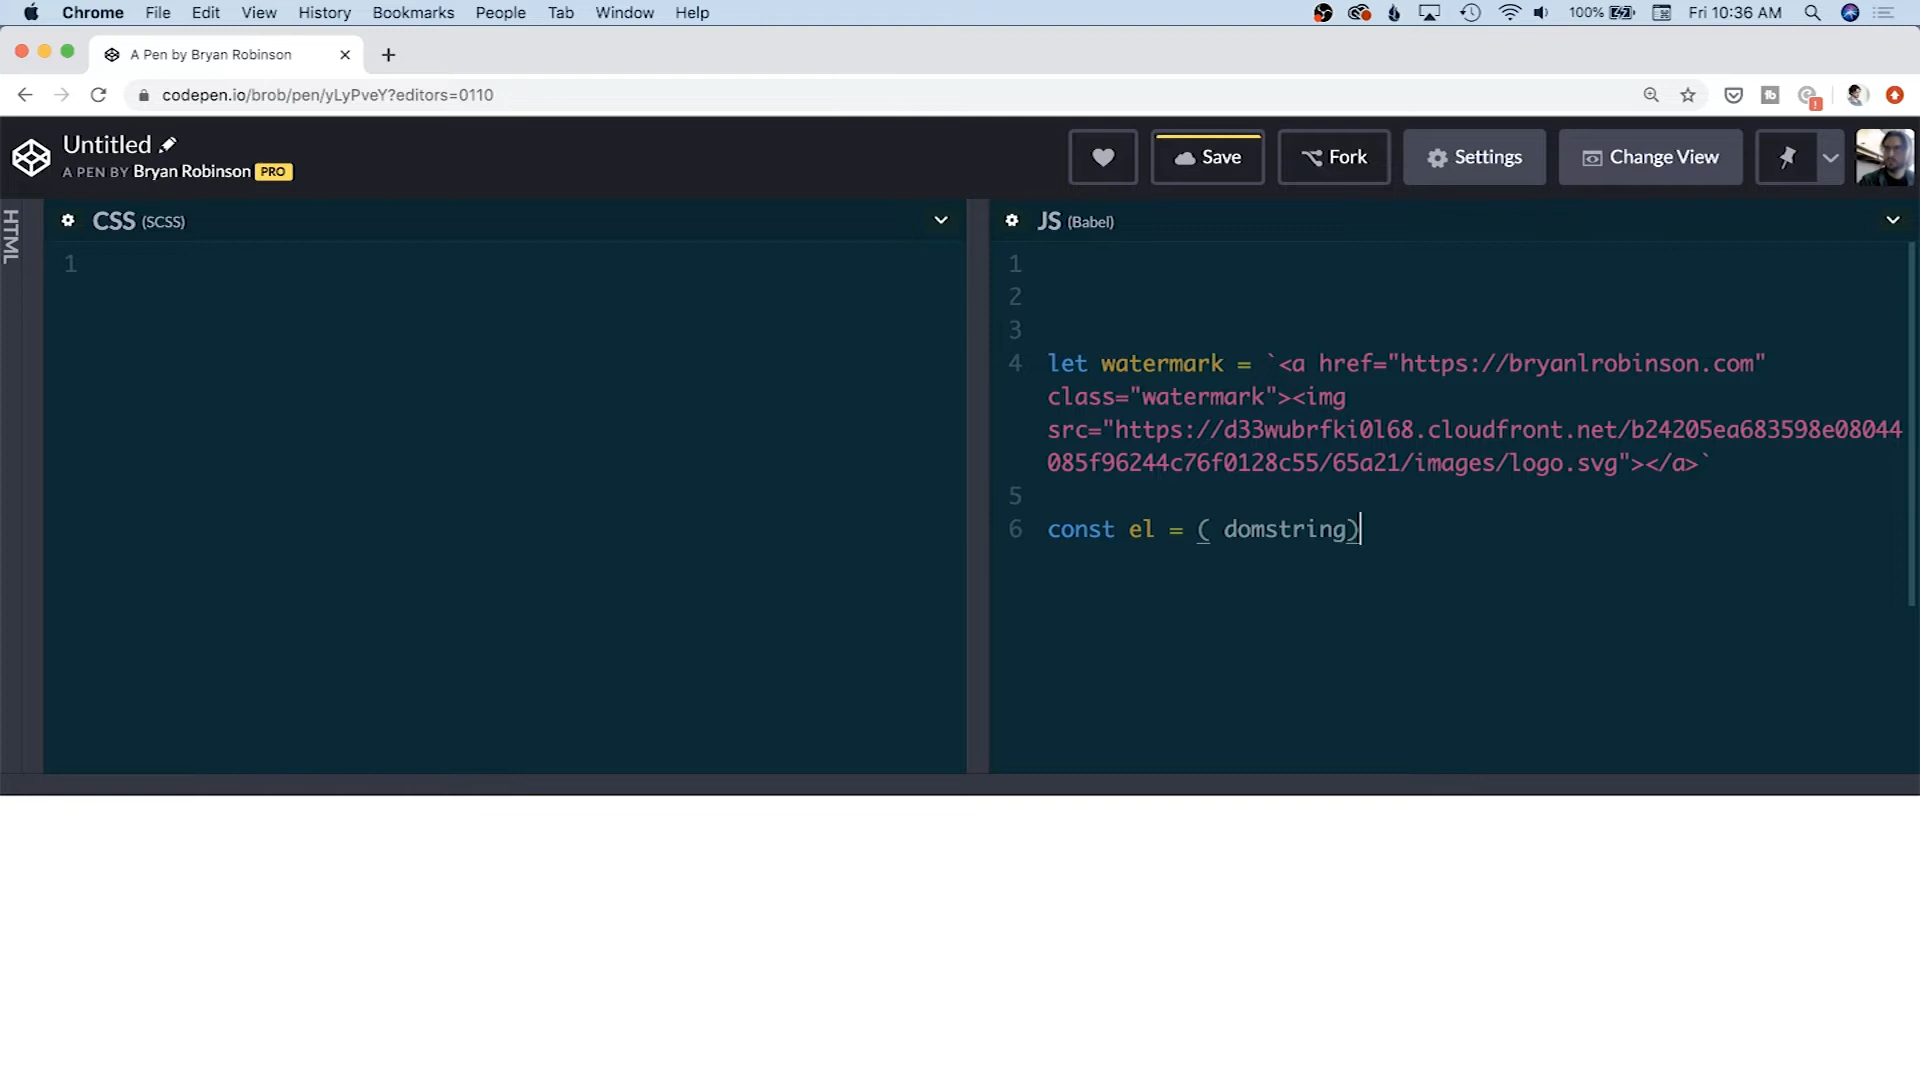 Chrome File Edit View History Bookmarks People Tab Window Help 100% Fri 10:36 AM
A Pen by Bryan Robinson
codepen.io/brob/pen/yLyPveY?editors=0110
Untitled
A PEN BY Bryan Robinson PRO
Save Fork Settings Change View
HTML
CSS (SCSS)
1
JS (Babel)
1
2
3
4 let watermark = `<a href="https://bryanlrobinson.com"
class="watermark"><img
src="https://d33wubrfki0l68.cloudfront.net/b24205ea683598e08044
085f96244c76f0128c55/65a21/images/logo.svg"></a>`
5
6 const el = ( domstring)